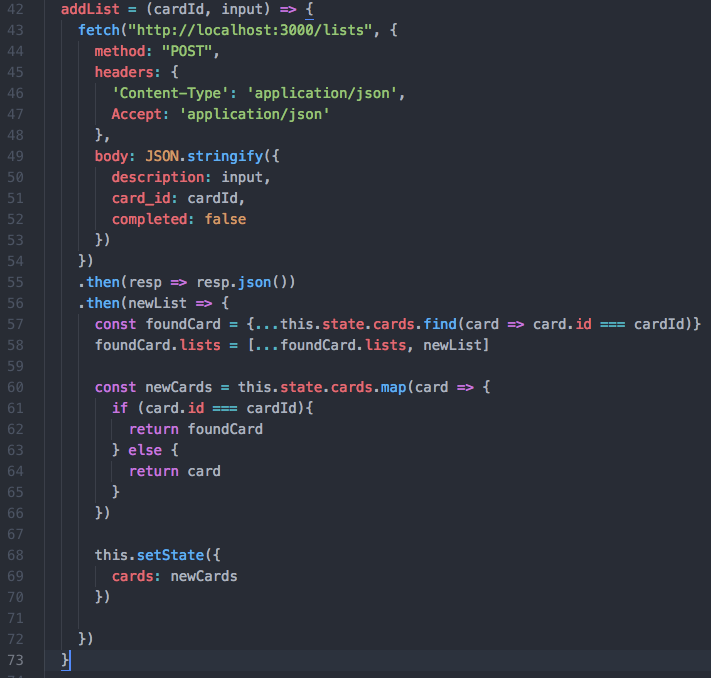 42 addList = (cardId, input) => {
43 fetch("http://localhost:3000/lists", {
44 method: "POST",
45 headers: {
46 'Content-Type': 'application/json',
47 Accept: 'application/json'
48 },
49 body: JSON.stringify({
50 description: input,
51 card_id: cardId,
52 completed: false
53 })
54 })
55 .then(resp => resp.json())
56 .then(newList => {
57 const foundCard = {...this.state.cards.find(card => card.id === cardId)}
58 foundCard.lists = [...foundCard.lists, newList]
59
60 const newCards = this.state.cards.map(card => {
61 if (card.id === cardId){
62 return foundCard
63 } else {
64 return card
65 }
66 })
67
68 this.setState({
69 cards: newCards
70 })
71
72 })
73 }